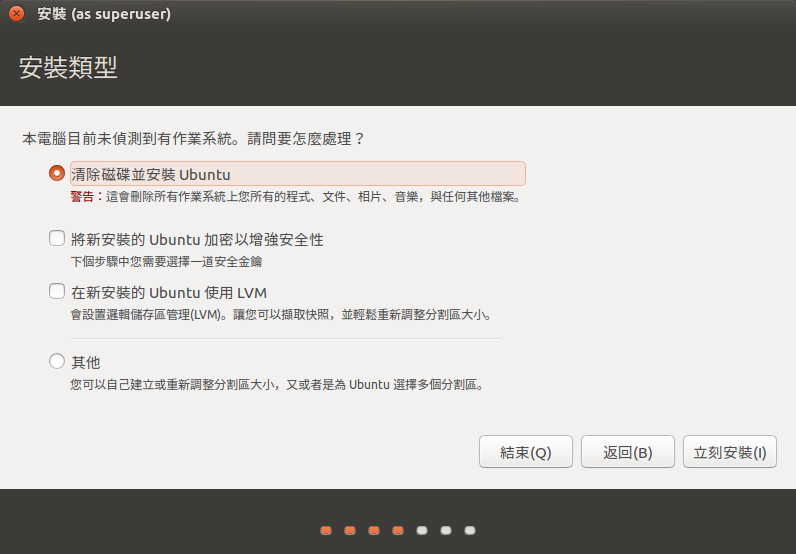 安裝 (as superuser)
安裝類型
本電腦目前未偵測到有作業系統。請問要怎麼處理？
清除磁碟並安裝 Ubuntu
警告：這會刪除所有作業系統上您所有的程式、文件、相片、音樂，與任何其他檔案。
將新安裝的 Ubuntu 加密以增強安全性
下個步驟中您需要選擇一道安全金鑰
在新安裝的 Ubuntu 使用 LVM
會設置邏輯儲存區管理(LVM)。讓您可以擷取快照，並輕鬆重新調整分割區大小。
其他
您可以自己建立或重新調整分割區大小，又或者是為 Ubuntu 選擇多個分割區。
結束(Q)
返回(B)
立刻安裝(I)